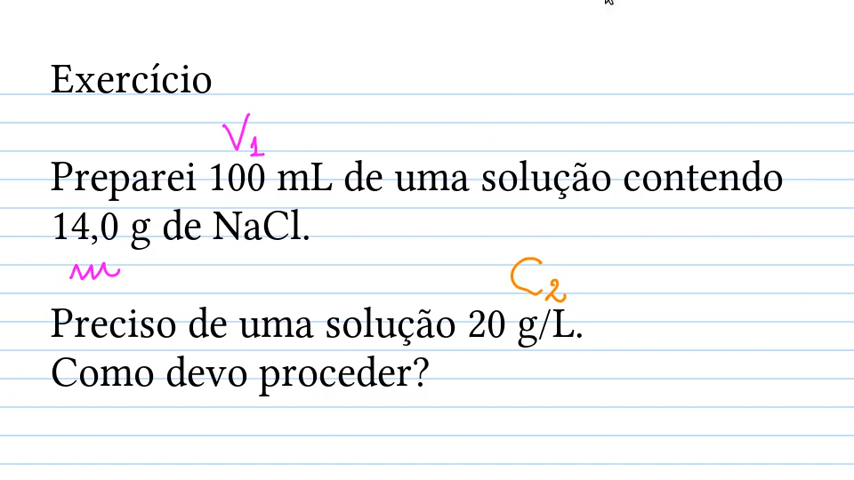 Exercício
V1
Preparei 100 mL de uma solução contendo
14,0 g de NaCl.
m
C2
Preciso de uma solução 20 g/L.
Como devo proceder?